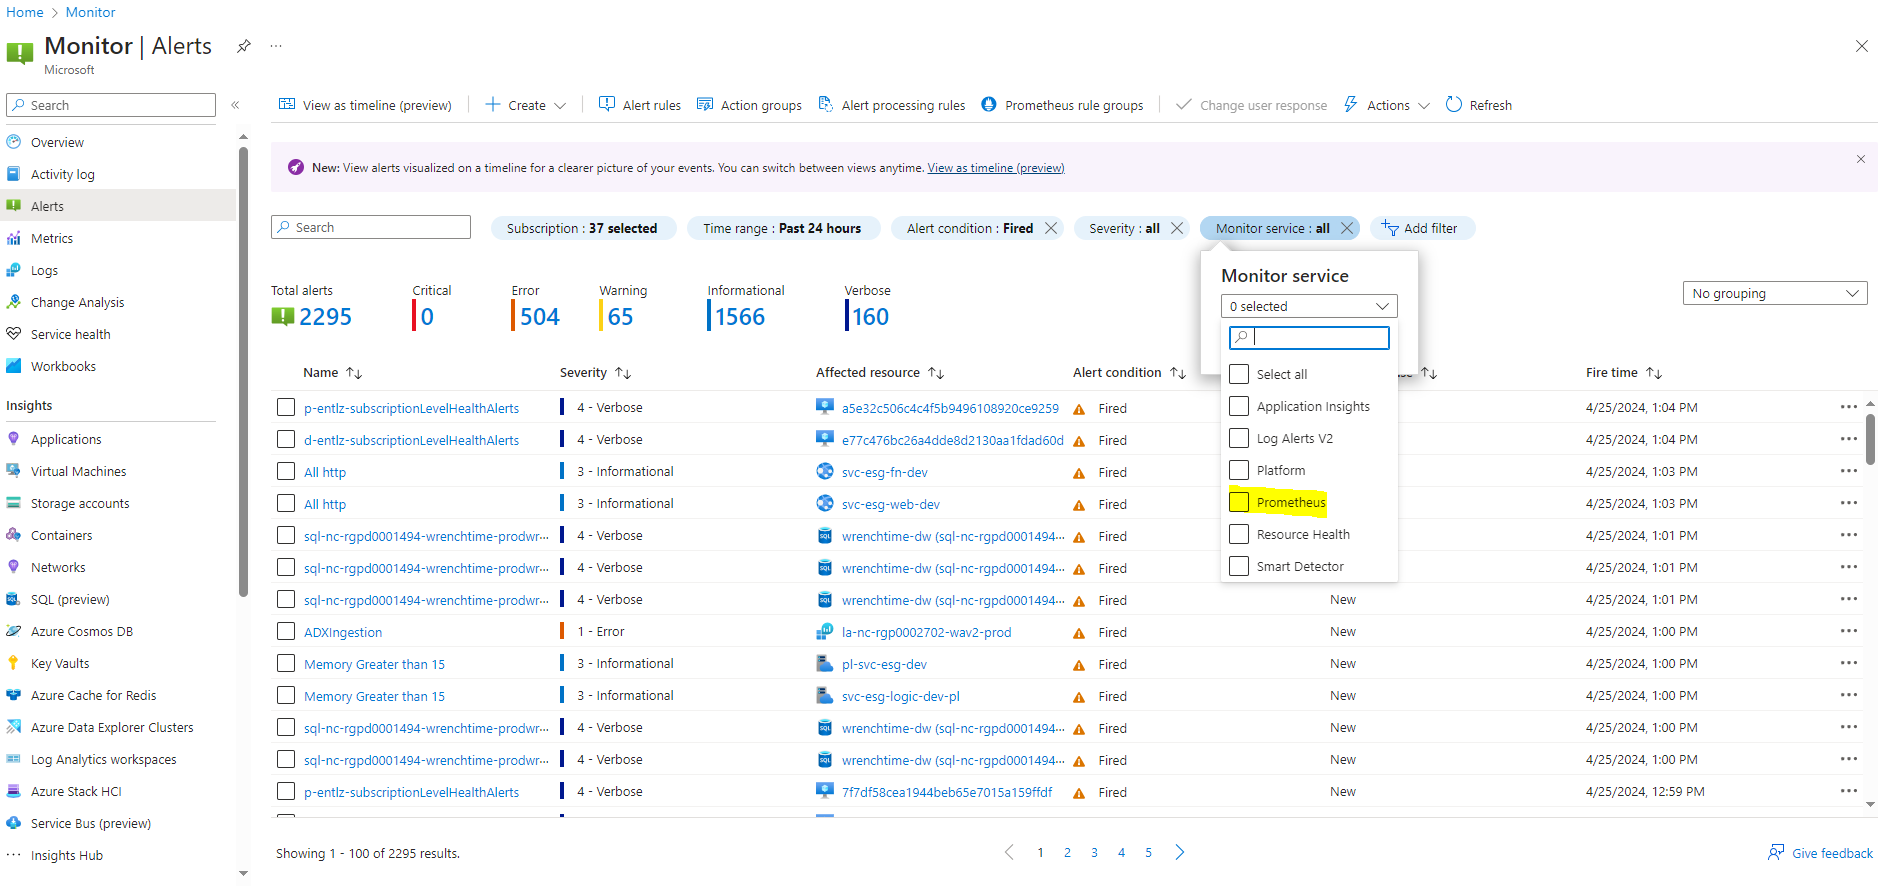 Home > Monitor
Monitor | Alerts ···
Microsoft
Search «
Overview
Activity log
Alerts
Metrics
Logs
Change Analysis
Service health
Workbooks
Insights
Applications
Virtual Machines
Storage accounts
Containers
Networks
SQL (preview)
Azure Cosmos DB
Key Vaults
Azure Cache for Redis
Azure Data Explorer Clusters
Log Analytics workspaces
Azure Stack HCI
Service Bus (preview)
Insights Hub
View as timeline (preview) Create Alert rules Action groups Alert processing rules Prometheus rule groups Change user response Actions Refresh
New: View alerts visualized on a timeline for a clearer picture of your events. You can switch between views anytime. View as timeline (preview)
Search Subscription : 37 selected Time range : Past 24 hours Alert condition : Fired Severity : all Monitor service : all Add filter
Total alerts Critical Error Warning Informational Verbose
2295 0 504 65 1566 160
No grouping
Monitor service
0 selected
Select all
Application Insights
Log Alerts V2
Platform
Prometheus
Resource Health
Smart Detector
Name ↑↓ Severity ↑↓ Affected resource ↑↓ Alert condition ↑↓ ↑↓ Fire time ↑↓
p-entlz-subscriptionLevelHealthAlerts 4 - Verbose a5e32c506c4c4f5b9496108920ce9259 Fired 4/25/2024, 1:04 PM ···
d-entlz-subscriptionLevelHealthAlerts 4 - Verbose e77c476bc26a4dde8d2130aa1fdad60d Fired 4/25/2024, 1:04 PM ···
All http 3 - Informational svc-esg-fn-dev Fired 4/25/2024, 1:03 PM ···
All http 3 - Informational svc-esg-web-dev Fired 4/25/2024, 1:03 PM ···
sql-nc-rgpd0001494-wrenchtime-prodwr··· 4 - Verbose wrenchtime-dw (sql-nc-rgpd0001494-··· Fired 4/25/2024, 1:01 PM ···
sql-nc-rgpd0001494-wrenchtime-prodwr··· 4 - Verbose wrenchtime-dw (sql-nc-rgpd0001494-··· Fired 4/25/2024, 1:01 PM ···
sql-nc-rgpd0001494-wrenchtime-prodwr··· 4 - Verbose wrenchtime-dw (sql-nc-rgpd0001494-··· Fired New 4/25/2024, 1:01 PM ···
ADXIngestion 1 - Error la-nc-rgp0002702-wav2-prod Fired New 4/25/2024, 1:00 PM ···
Memory Greater than 15 3 - Informational pl-svc-esg-dev Fired New 4/25/2024, 1:00 PM ···
Memory Greater than 15 3 - Informational svc-esg-logic-dev-pl Fired New 4/25/2024, 1:00 PM ···
sql-nc-rgpd0001494-wrenchtime-prodwr··· 4 - Verbose wrenchtime-dw (sql-nc-rgpd0001494-··· Fired New 4/25/2024, 1:00 PM ···
sql-nc-rgpd0001494-wrenchtime-prodwr··· 4 - Verbose wrenchtime-dw (sql-nc-rgpd0001494-··· Fired New 4/25/2024, 1:00 PM ···
p-entlz-subscriptionLevelHealthAlerts 4 - Verbose 7f7df58cea1944beb65e7015a159ffdf Fired New 4/25/2024, 12:59 PM ···
Showing 1 - 100 of 2295 results. < 1 2 3 4 5 > Give feedback